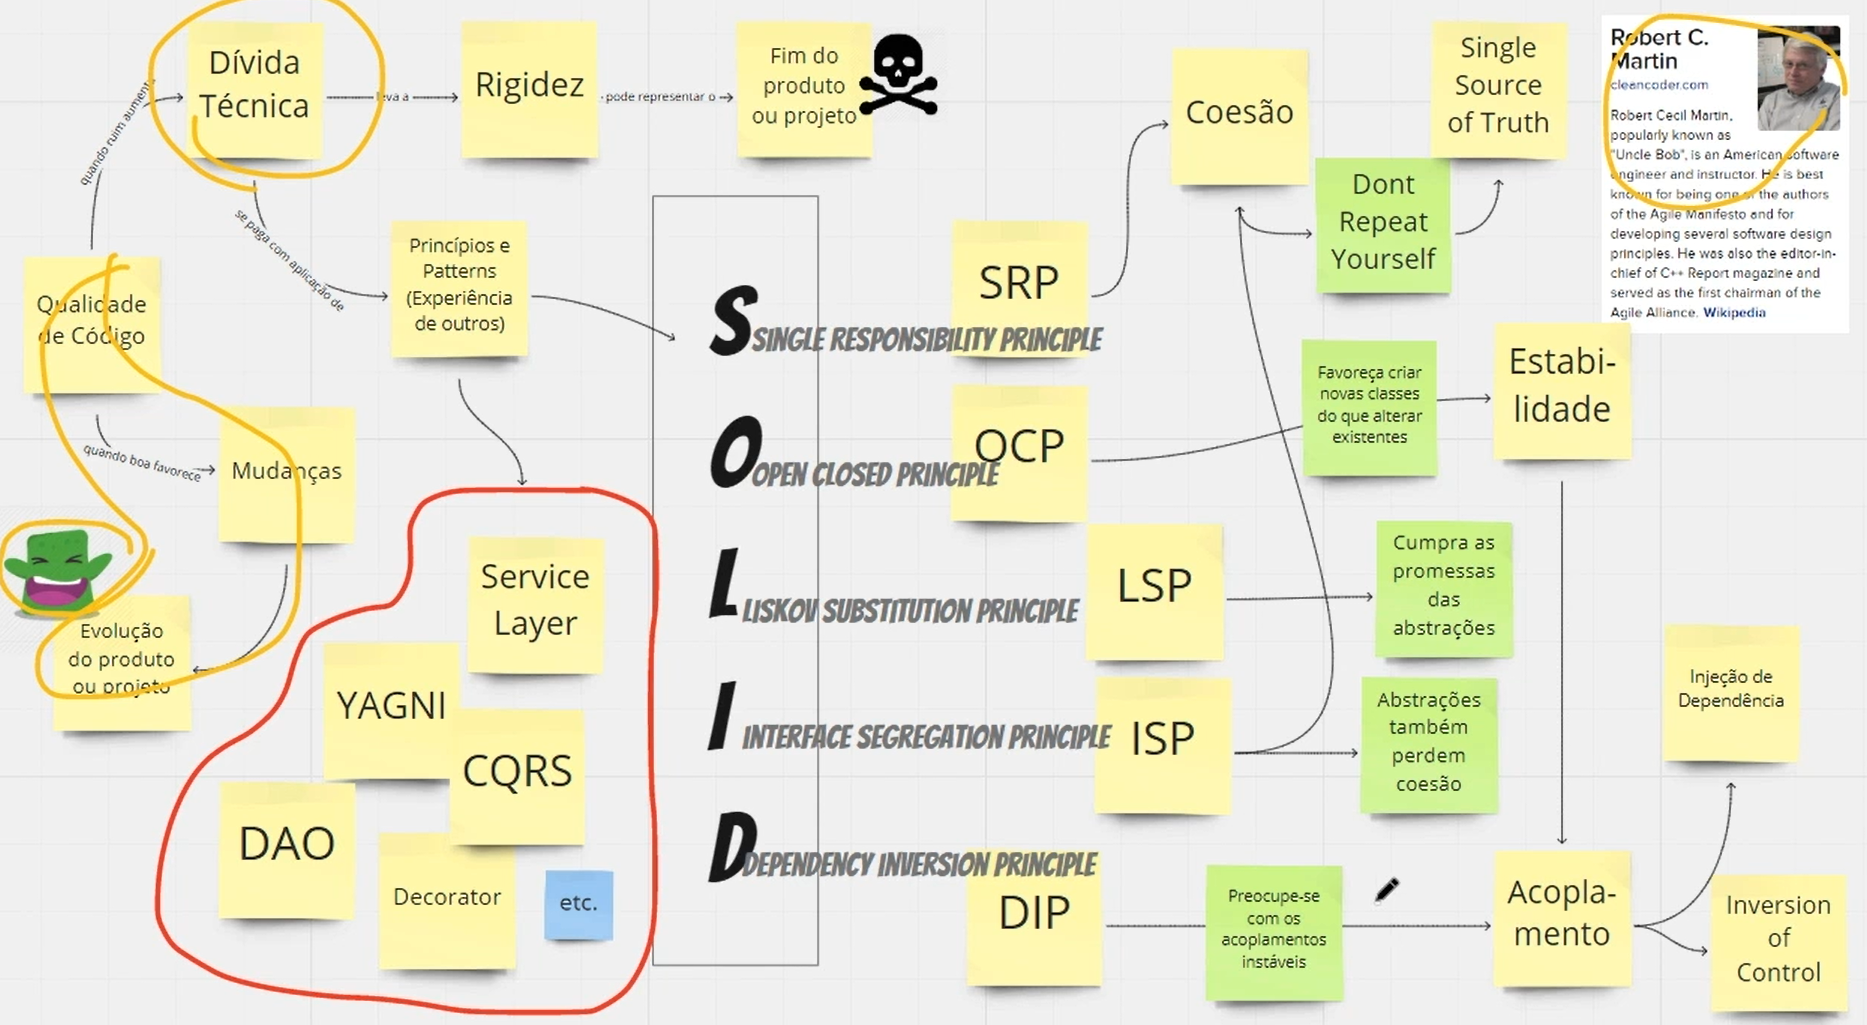 Dívida
Técnica
leva a
Rigidez
pode representar o
Fim do
produto
ou projeto
quando ruim aumenta
se paga com aplicação de
Princípios e
Patterns
(Experiência
de outros)
Qualidade
de Código
quando boa favorece
Mudanças
Evolução
do produto
ou projeto
Service
Layer
YAGNI
CQRS
DAO
Decorator
etc.
S
SINGLE RESPONSIBILITY PRINCIPLE
O
OPEN CLOSED PRINCIPLE
L
LISKOV SUBSTITUTION PRINCIPLE
I
INTERFACE SEGREGATION PRINCIPLE
D
DEPENDENCY INVERSION PRINCIPLE
SRP
OCP
LSP
ISP
DIP
Coesão
Dont
Repeat
Yourself
Single
Source
of Truth
Favoreça criar
novas classes
do que alterar
existentes
Estabi-
lidade
Cumpra as
promessas
das
abstrações
Abstrações
também
perdem
coesão
Preocupe-se
com os
acoplamentos
instáveis
Acopla-
mento
Injeção de
Dependência
Inversion
of
Control
Robert C.
Martin
cleancoder.com
Robert Cecil Martin,
popularly known as
"Uncle Bob", is an American software
engineer and instructor. He is best
known for being one of the authors
of the Agile Manifesto and for
developing several software design
principles. He was also the editor-in-
chief of C++ Report magazine and
served as the first chairman of the
Agile Alliance. Wikipedia